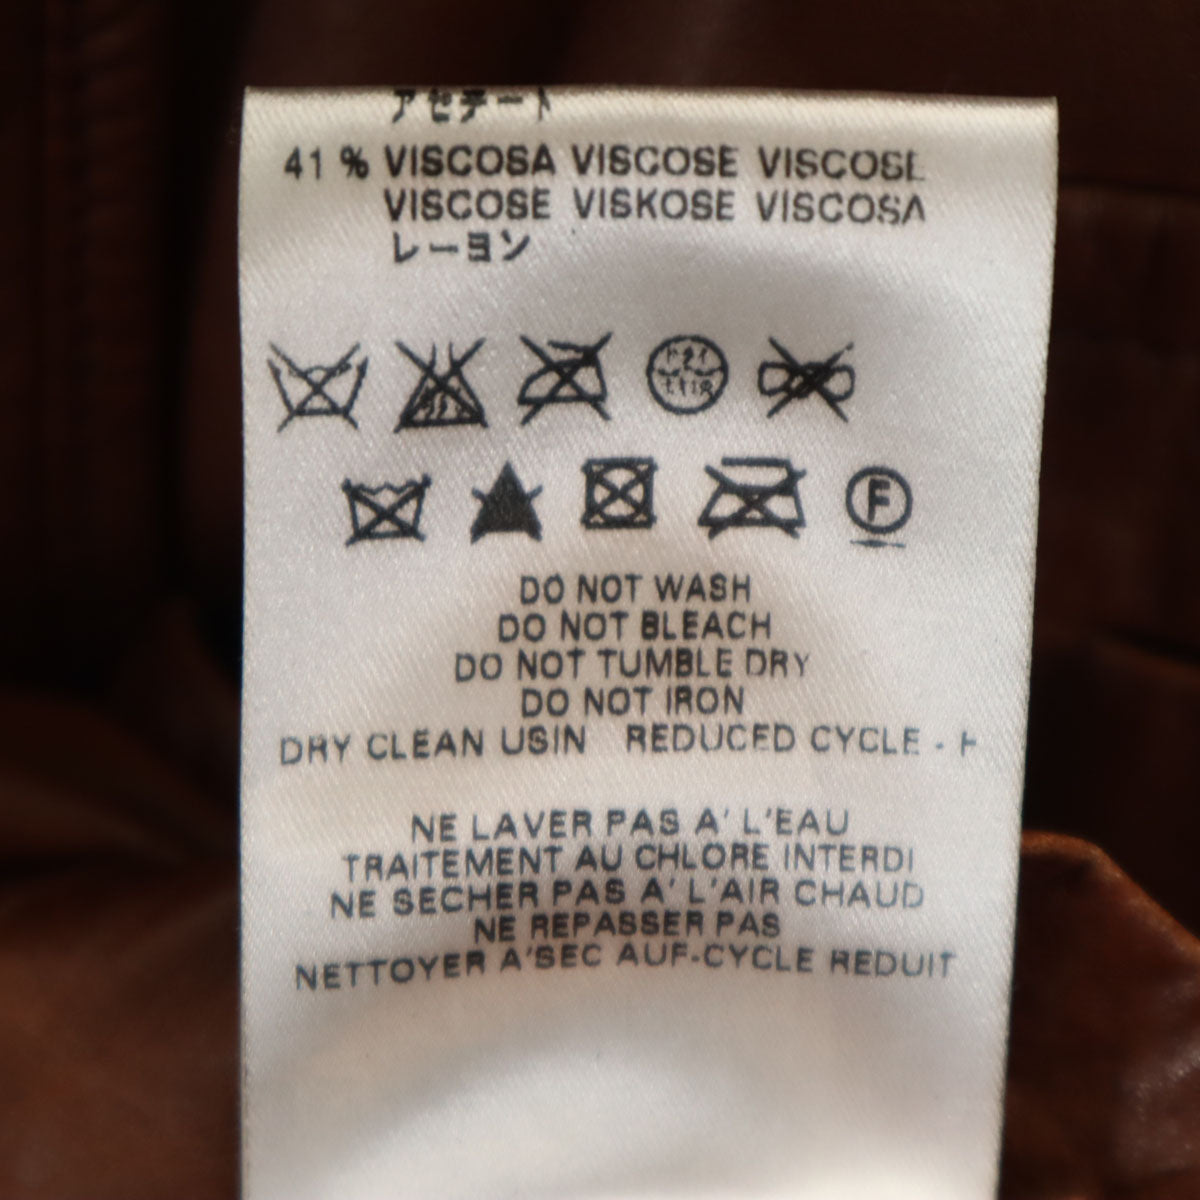 アセテート
41 % VISCOSA VISCOSE VISCOSE
VISCOSE VISKOSE VISCOSA
レーヨン
F
DO NOT WASH
DO NOT BLEACH
DO NOT TUMBLE DRY
DO NOT IRON
DRY CLEAN USIN REDUCED CYCLE - F
NE LAVER PAS A' L'EAU
TRAITEMENT AU CHLORE INTERDI
NE SECHER PAS A' L'AIR CHAUD
NE REPASSER PAS
NETTOYER A'SEC AUF-CYCLE REDUIT